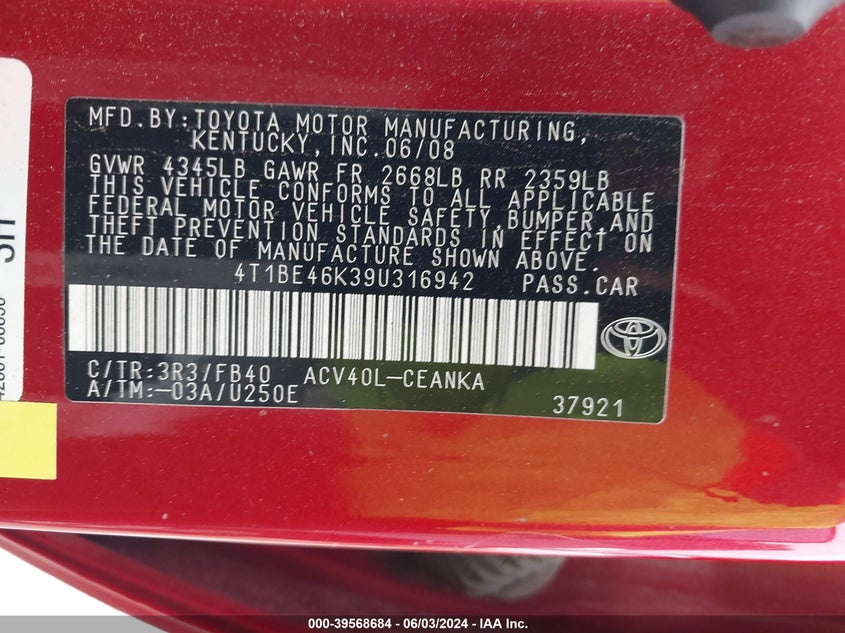 MFD.BY:TOYOTA MOTOR MANUFACTURING,
KENTUCKY,INC.06/08
GVWR 4345LB GAWR FR 2668LB RR 2359LB
THIS VEHICLE CONFORMS TO ALL APPLICABLE
FEDERAL MOTOR VEHICLE SAFETY,BUMPER,AND
THEFT PREVENTION STANDARDS IN EFFECT ON
THE DATE OF MANUFACTURE SHOWN ABOVE.
4T1BE46K39U316942 PASS.CAR
C/TR:3R3/FB40 ACV40L-CEANKA
A/TM:-03A/U250E
37921
000-39568684 - 06/03/2024 - IAA Inc.